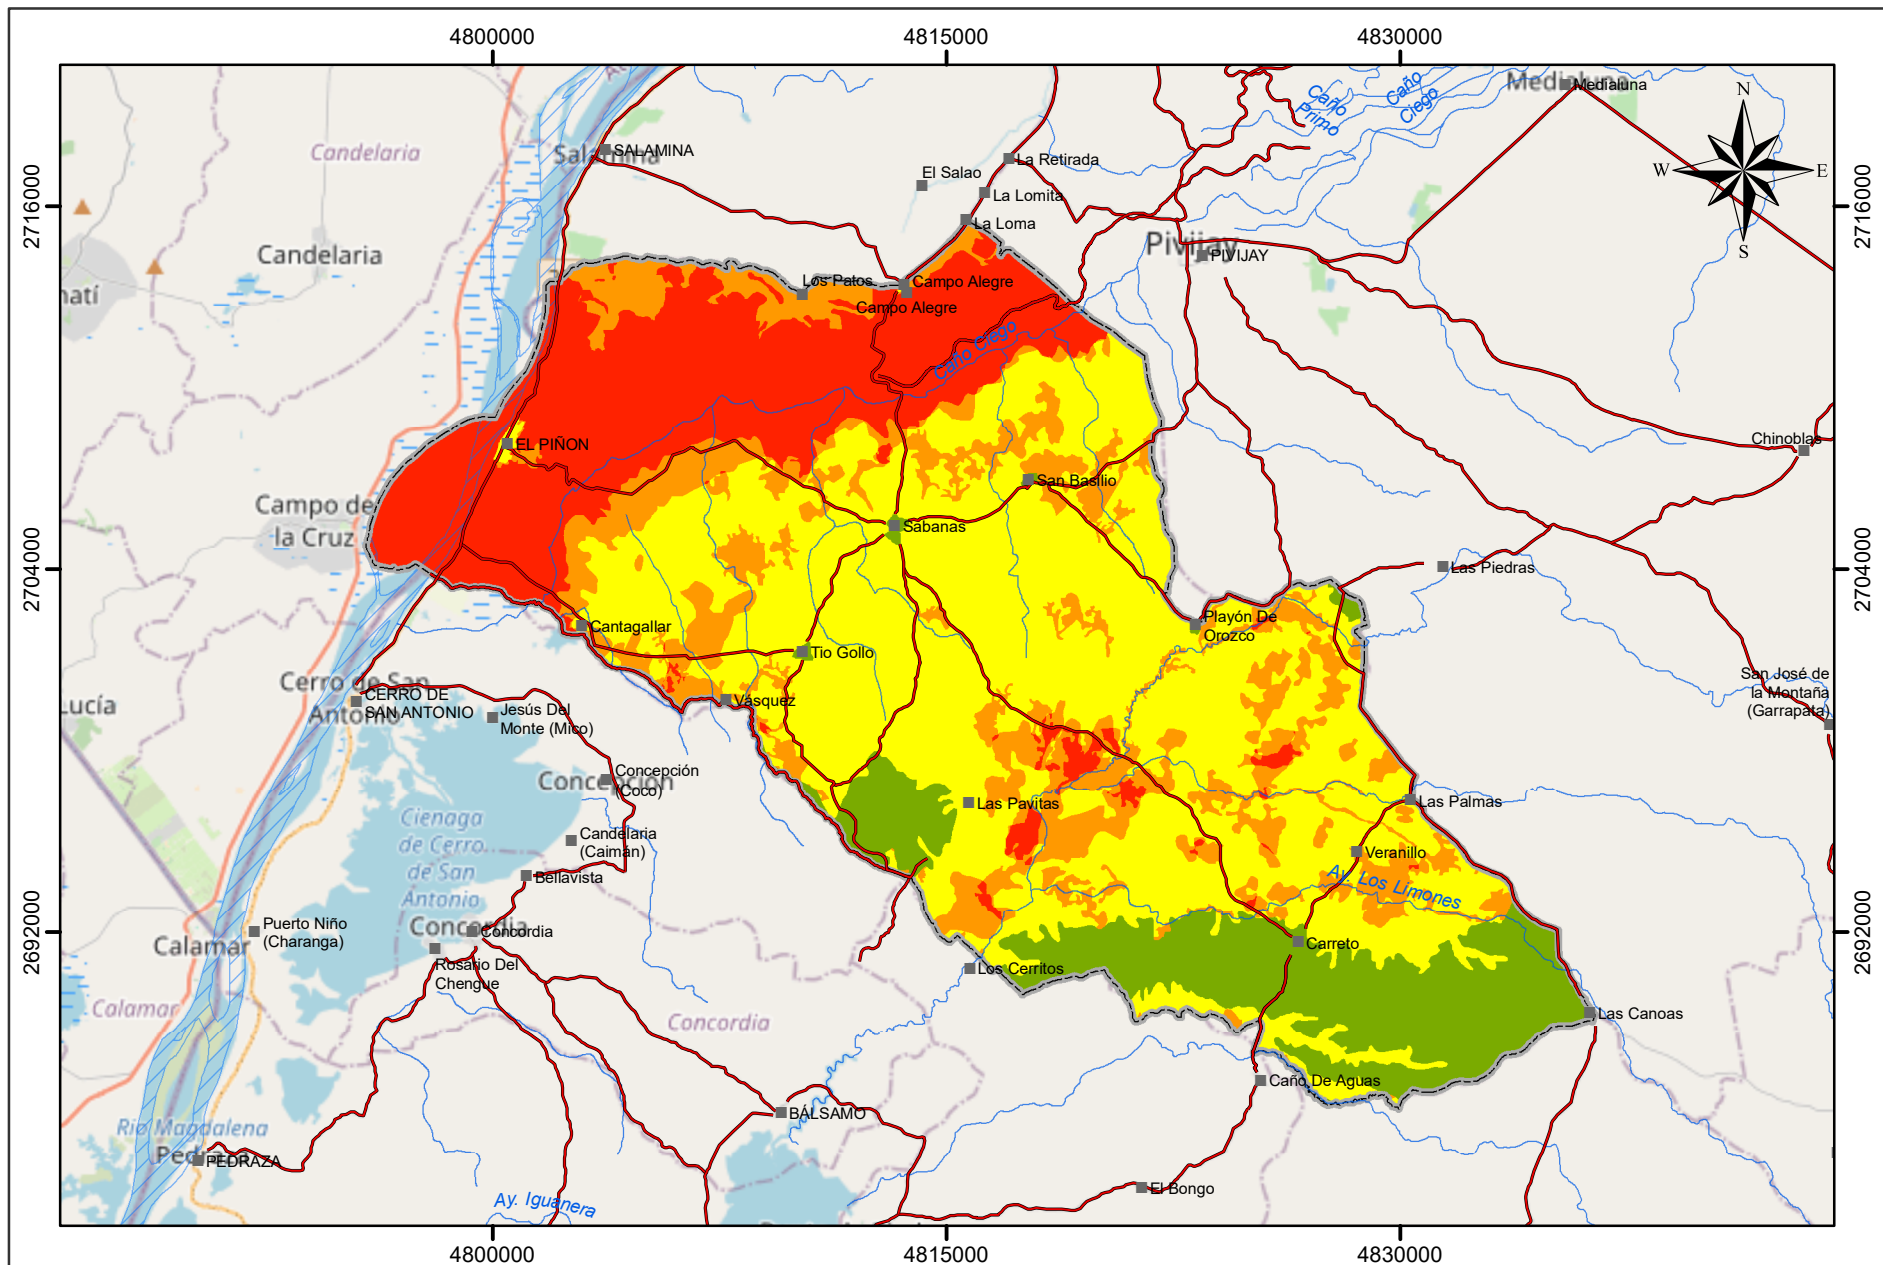 4800000
4815000
4830000
2716000
2704000
2692000
2716000
2704000
2692000
4800000
4815000
4830000
N
W
E
S
Medialuna
Medialuna
Caño
Primo
Caño
Ciego
Candelaria
Salamina
SALAMINA
La Retirada
El Salao
La Lomita
La Loma
Pivijay
PIVIJAY
Candelaria
natí
Los Patos
Campo Alegre
Campo Alegre
Caño Ciego
EL PIÑON
Chinoblas
San Basilio
Campo de
la Cruz
Sabanas
Las Piedras
Cantagallar
Playón De
Orozco
Tio Gollo
Cerro de San
Antonio
CERRO DE
SAN ANTONIO
Lucía
Jesús Del
Monte (Mico)
Vásquez
San José de
la Montaña
(Garrapata)
Concepción
Concepción
(Coco)
Las Pavitas
Las Palmas
Cienaga
de Cerro
de San
Antonio
Candelaria
(Caimán)
Veranillo
Bellavista
Ay. Los Limones
Puerto Niño
(Charanga)
Calamar
Concordia
Concordia
Carreto
Rosario Del
Chengue
Los Cerritos
Calamar
Concordia
Las Canoas
Caño De Aguas
BÁLSAMO
Rio Magdalena
PEDRAZA
El Bongo
Ay. Iguanera